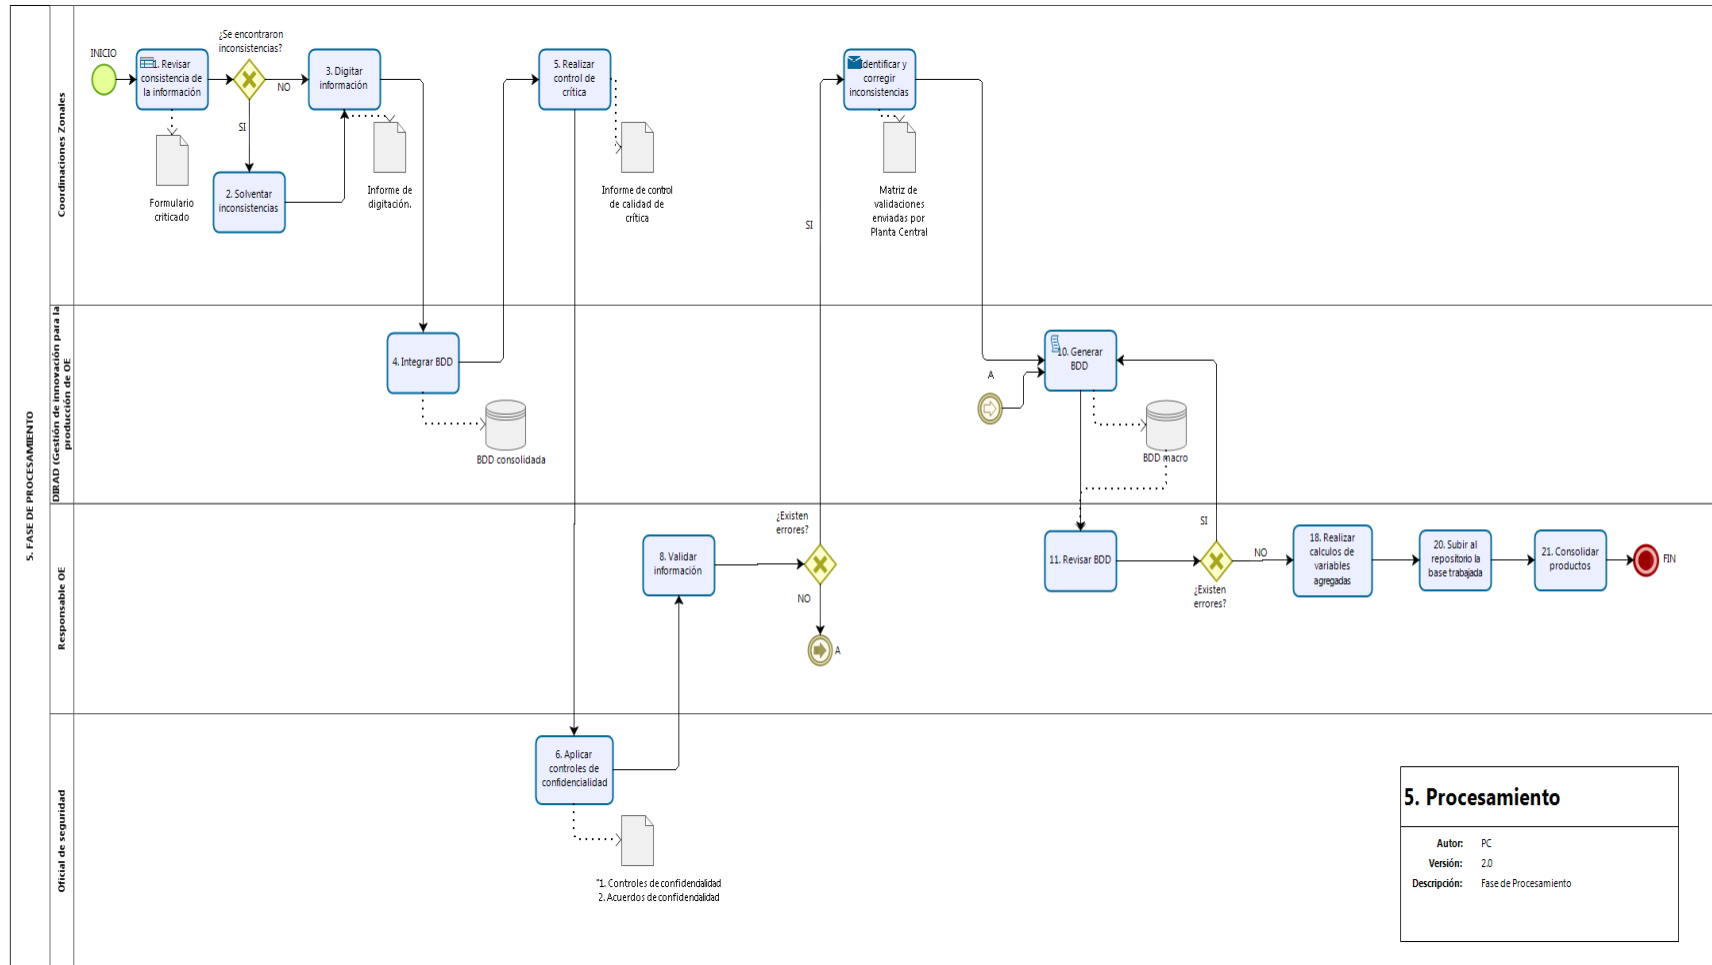 5. FASE DE PROCESAMIENTO
Coordinaciones Zonales
INICIO
1. Revisar
consistencia de
la información
Formulario
criticado
¿Se encontraron
inconsistencias?
NO
SI
2. Solventar
inconsistencias
3. Digitar
información
Informe de
digitación.
5. Realizar
control de
crítica
Informe de control
de calidad de
crítica
SI
dentificar y
corregir
inconsistencias
Matriz de
validaciones
enviadas por
Planta Central
DIRAD (Gestión de innovación para la
producción de OE
4. Integrar BDD
BDD consolidada
A
10. Generar
BDD
BDD macro
Responsable OE
8. Validar
información
¿Existen
errores?
NO
A
11. Revisar BDD
SI
¿Existen
errores?
NO
18. Realizar
calculos de
variables
agregadas
20. Subir al
repositorio la
base trabajada
21. Consolidar
productos
FIN
Oficial de seguridad
6. Aplicar
controles de
confidencialidad
"1. Controles de confidencialidad
2. Acuerdos de confidencialidad
5. Procesamiento
Autor: PC
Versión: 2.0
Descripción: Fase de Procesamiento